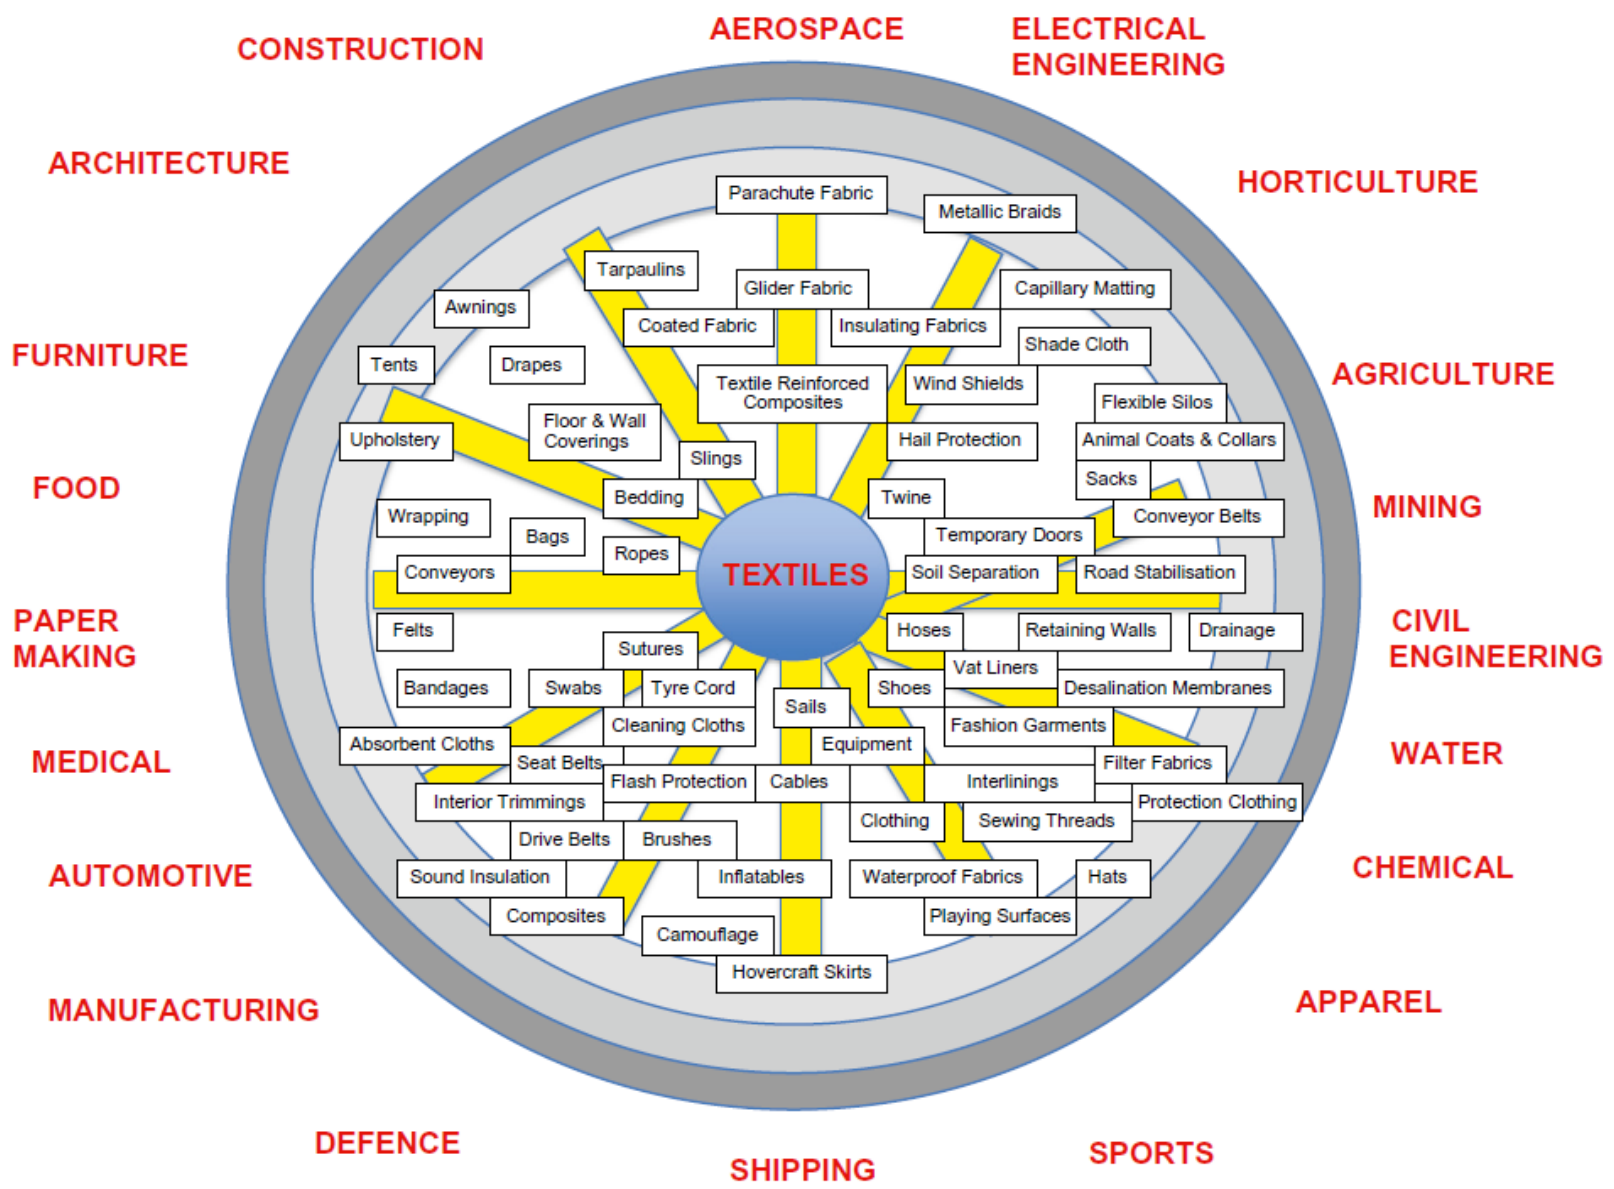 AEROSPACE
ELECTRICAL
ENGINEERING
CONSTRUCTION
ARCHITECTURE
HORTICULTURE
Parachute Fabric
Metallic Braids
Tarpaulins
Glider Fabric
Capillary Matting
Awnings
Coated Fabric
Insulating Fabrics
Shade Cloth
FURNITURE
Tents
Drapes
Textile Reinforced
Composites
Wind Shields
AGRICULTURE
Flexible Silos
Floor & Wall
Coverings
Upholstery
Hail Protection
Animal Coats & Collars
Slings
Sacks
FOOD
Bedding
Twine
MINING
Wrapping
Conveyor Belts
Bags
Temporary Doors
Ropes
Conveyors
TEXTILES
Soil Separation
Road Stabilisation
PAPER
MAKING
Felts
Hoses
Retaining Walls
Drainage
CIVIL
ENGINEERING
Sutures
Vat Liners
Bandages
Swabs
Tyre Cord
Shoes
Desalination Membranes
Sails
Cleaning Cloths
Fashion Garments
Absorbent Cloths
Equipment
MEDICAL
Seat Belts
Filter Fabrics
WATER
Flash Protection
Cables
Interlinings
Interior Trimmings
Protection Clothing
Clothing
Sewing Threads
Drive Belts
Brushes
AUTOMOTIVE
Sound Insulation
Inflatables
Waterproof Fabrics
Hats
CHEMICAL
Composites
Playing Surfaces
Camouflage
Hovercraft Skirts
MANUFACTURING
APPAREL
DEFENCE
SHIPPING
SPORTS